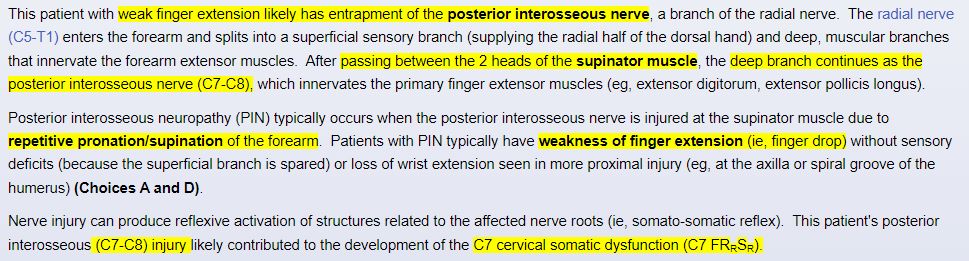 This patient with weak finger extension likely has entrapment of the posterior interosseous nerve, a branch of the radial nerve.  The radial nerve
(C5-T1) enters the forearm and splits into a superficial sensory branch (supplying the radial half of the dorsal hand) and deep, muscular branches
that innervate the forearm extensor muscles.  After passing between the 2 heads of the supinator muscle, the deep branch continues as the
posterior interosseous nerve (C7-C8), which innervates the primary finger extensor muscles (eg, extensor digitorum, extensor pollicis longus).
Posterior interosseous neuropathy (PIN) typically occurs when the posterior interosseous nerve is injured at the supinator muscle due to
repetitive pronation/supination of the forearm.  Patients with PIN typically have weakness of finger extension (ie, finger drop) without sensory
deficits (because the superficial branch is spared) or loss of wrist extension seen in more proximal injury (eg, at the axilla or spiral groove of the
humerus) (Choices A and D).
Nerve injury can produce reflexive activation of structures related to the affected nerve roots (ie, somato-somatic reflex).  This patient's posterior
interosseous (C7-C8) injury likely contributed to the development of the C7 cervical somatic dysfunction (C7 FRRSR).